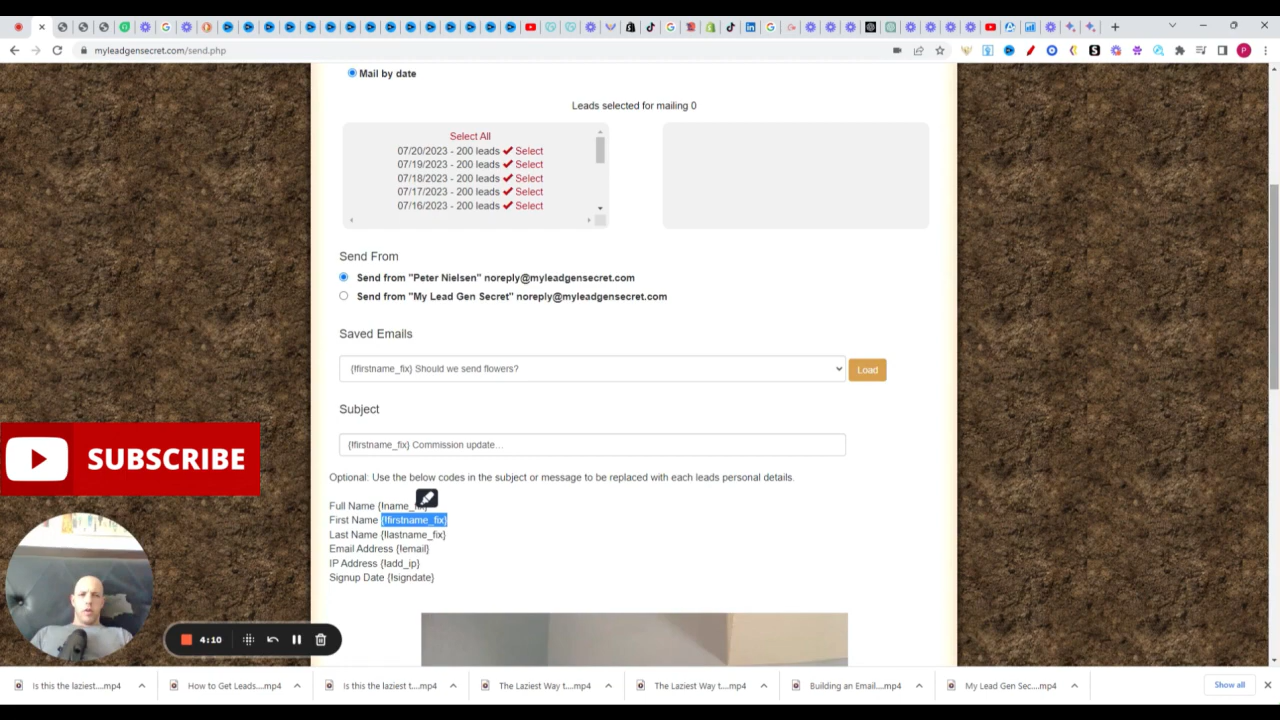 myleadgensecret.com/send.php
Mail by date
Leads selected for mailing 0
Select All
07/20/2023 - 200 leads ✔ Select
07/19/2023 - 200 leads ✔ Select
07/18/2023 - 200 leads ✔ Select
07/17/2023 - 200 leads ✔ Select
07/16/2023 - 200 leads ✔ Select
Send From
Send from "Peter Nielsen" noreply@myleadgensecret.com
Send from "My Lead Gen Secret" noreply@myleadgensecret.com
Saved Emails
{!firstname_fix} Should we send flowers?
Load
Subject
{!firstname_fix} Commission update...
SUBSCRIBE
Optional: Use the below codes in the subject or message to be replaced with each leads personal details.
Full Name {!name_fix}
First Name {!firstname_fix}
Last Name {!lastname_fix}
Email Address {!email}
IP Address {!add_ip}
Signup Date {!signdate}
4:10
Is this the laziest....mp4
How to Get Leads....mp4
Is this the laziest t....mp4
The Laziest Way t....mp4
The Laziest Way t....mp4
Building an Email....mp4
My Lead Gen Sec....mp4
Show all